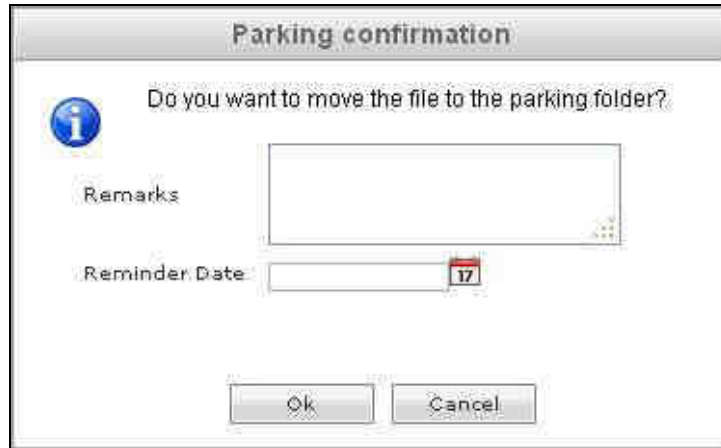 Parking confirmation
Do you want to move the file to the parking folder?
Remarks
Reminder Date
17
Ok
Cancel